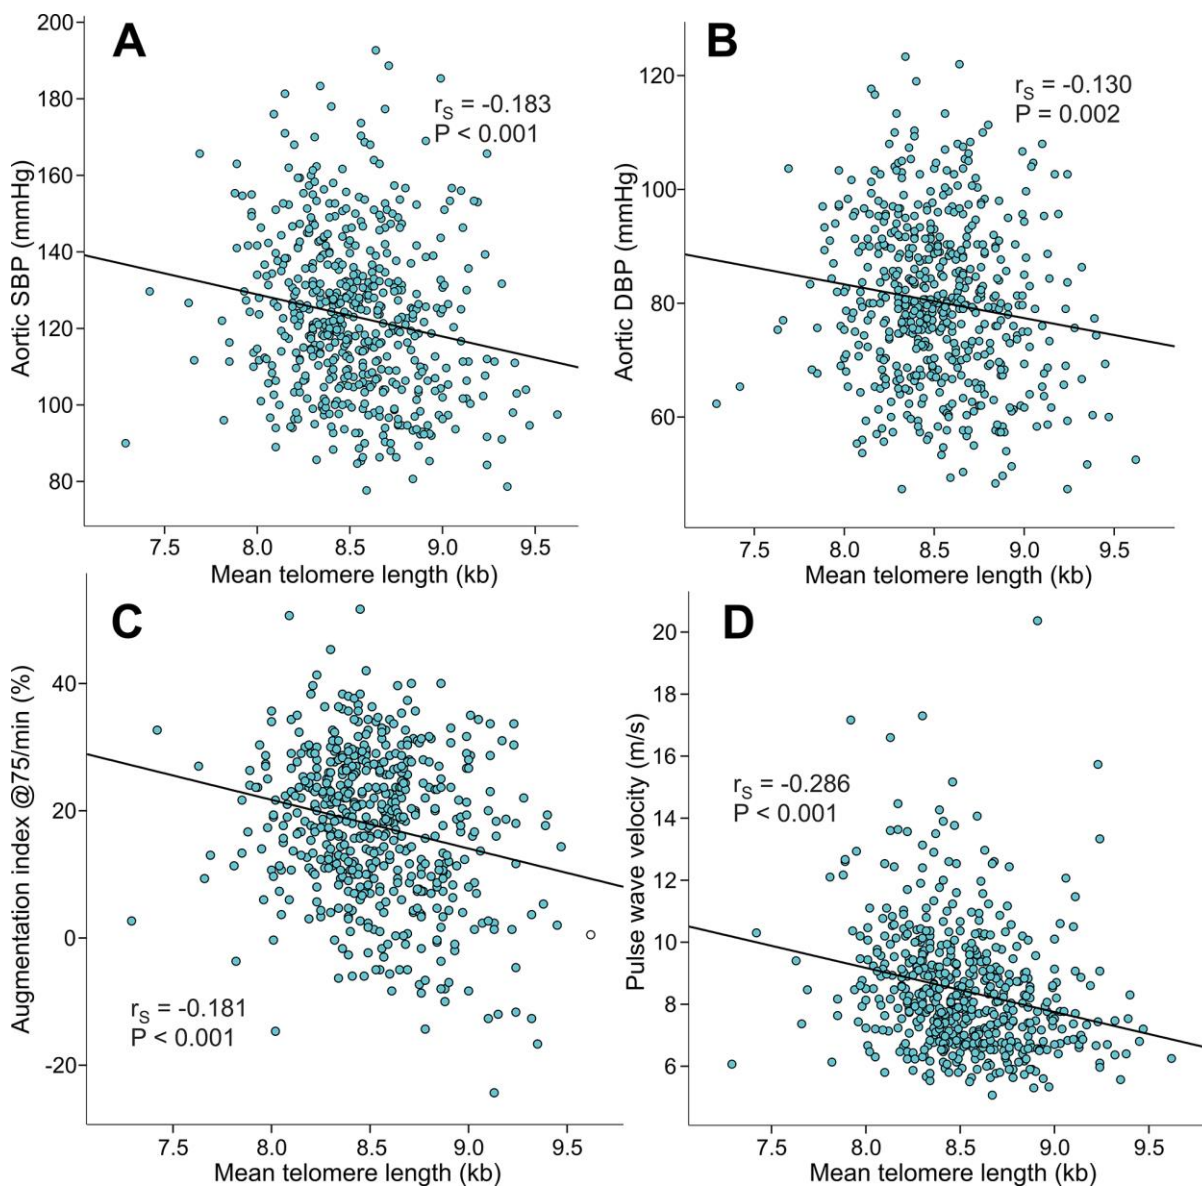 A
200
180
160
140
120
100
80
Aortic SBP (mmHg)
rS = -0.183
P < 0.001
7.5 8.0 8.5 9.0 9.5
Mean telomere length (kb)
B
120
100
80
60
Aortic DBP (mmHg)
rS = -0.130
P = 0.002
7.5 8.0 8.5 9.0 9.5
Mean telomere length (kb)
C
40
20
0
-20
Augmentation index @75/min (%)
rS = -0.181
P < 0.001
7.5 8.0 8.5 9.0 9.5
Mean telomere length (kb)
D
20
18
16
14
12
10
8
6
Pulse wave velocity (m/s)
rS = -0.286
P < 0.001
7.5 8.0 8.5 9.0 9.5
Mean telomere length (kb)